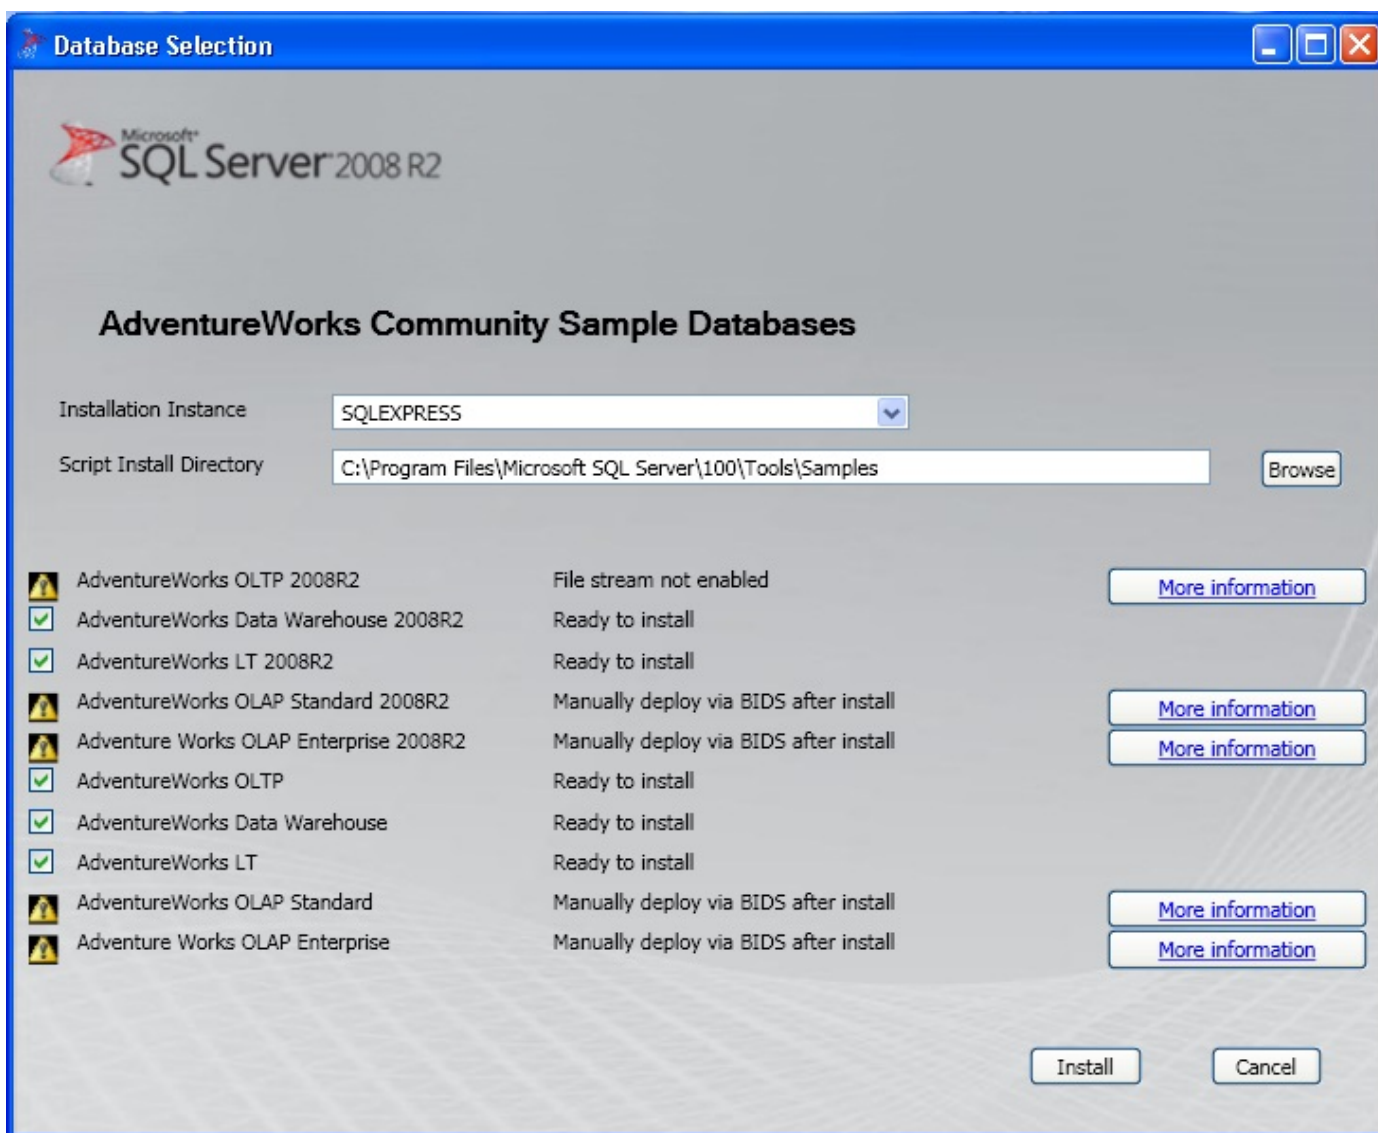 Database Selection
Microsoft®
SQL Server® 2008 R2
AdventureWorks Community Sample Databases
Installation Instance SQLEXPRESS
Script Install Directory C:\Program Files\Microsoft SQL Server\100\Tools\Samples Browse
AdventureWorks OLTP 2008R2 File stream not enabled More information
AdventureWorks Data Warehouse 2008R2 Ready to install
AdventureWorks LT 2008R2 Ready to install
AdventureWorks OLAP Standard 2008R2 Manually deploy via BIDS after install More information
Adventure Works OLAP Enterprise 2008R2 Manually deploy via BIDS after install More information
AdventureWorks OLTP Ready to install
AdventureWorks Data Warehouse Ready to install
AdventureWorks LT Ready to install
AdventureWorks OLAP Standard Manually deploy via BIDS after install More information
Adventure Works OLAP Enterprise Manually deploy via BIDS after install More information
Install Cancel